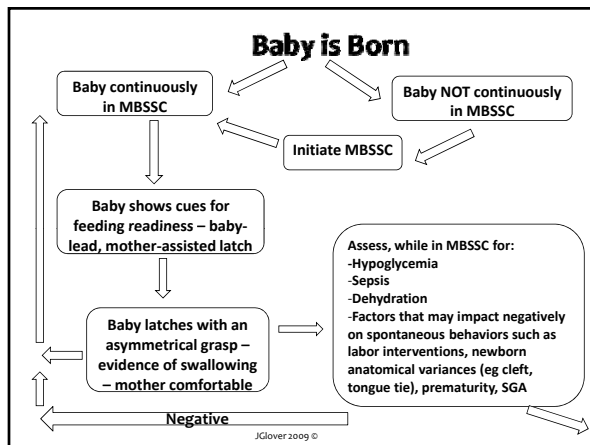 Baby is Born
Baby continuously
in MBSSC
Baby NOT continuously
in MBSSC
Initiate MBSSC
Baby shows cues for
feeding readiness – baby-
lead, mother-assisted latch
Assess, while in MBSSC for:
-Hypoglycemia
-Sepsis
-Dehydration
-Factors that may impact negatively
on spontaneous behaviors such as
labor interventions, newborn
anatomical variances (eg cleft,
tongue tie), prematurity, SGA
Baby latches with an
asymmetrical grasp –
evidence of swallowing
– mother comfortable
Negative
JGlover 2009 ©